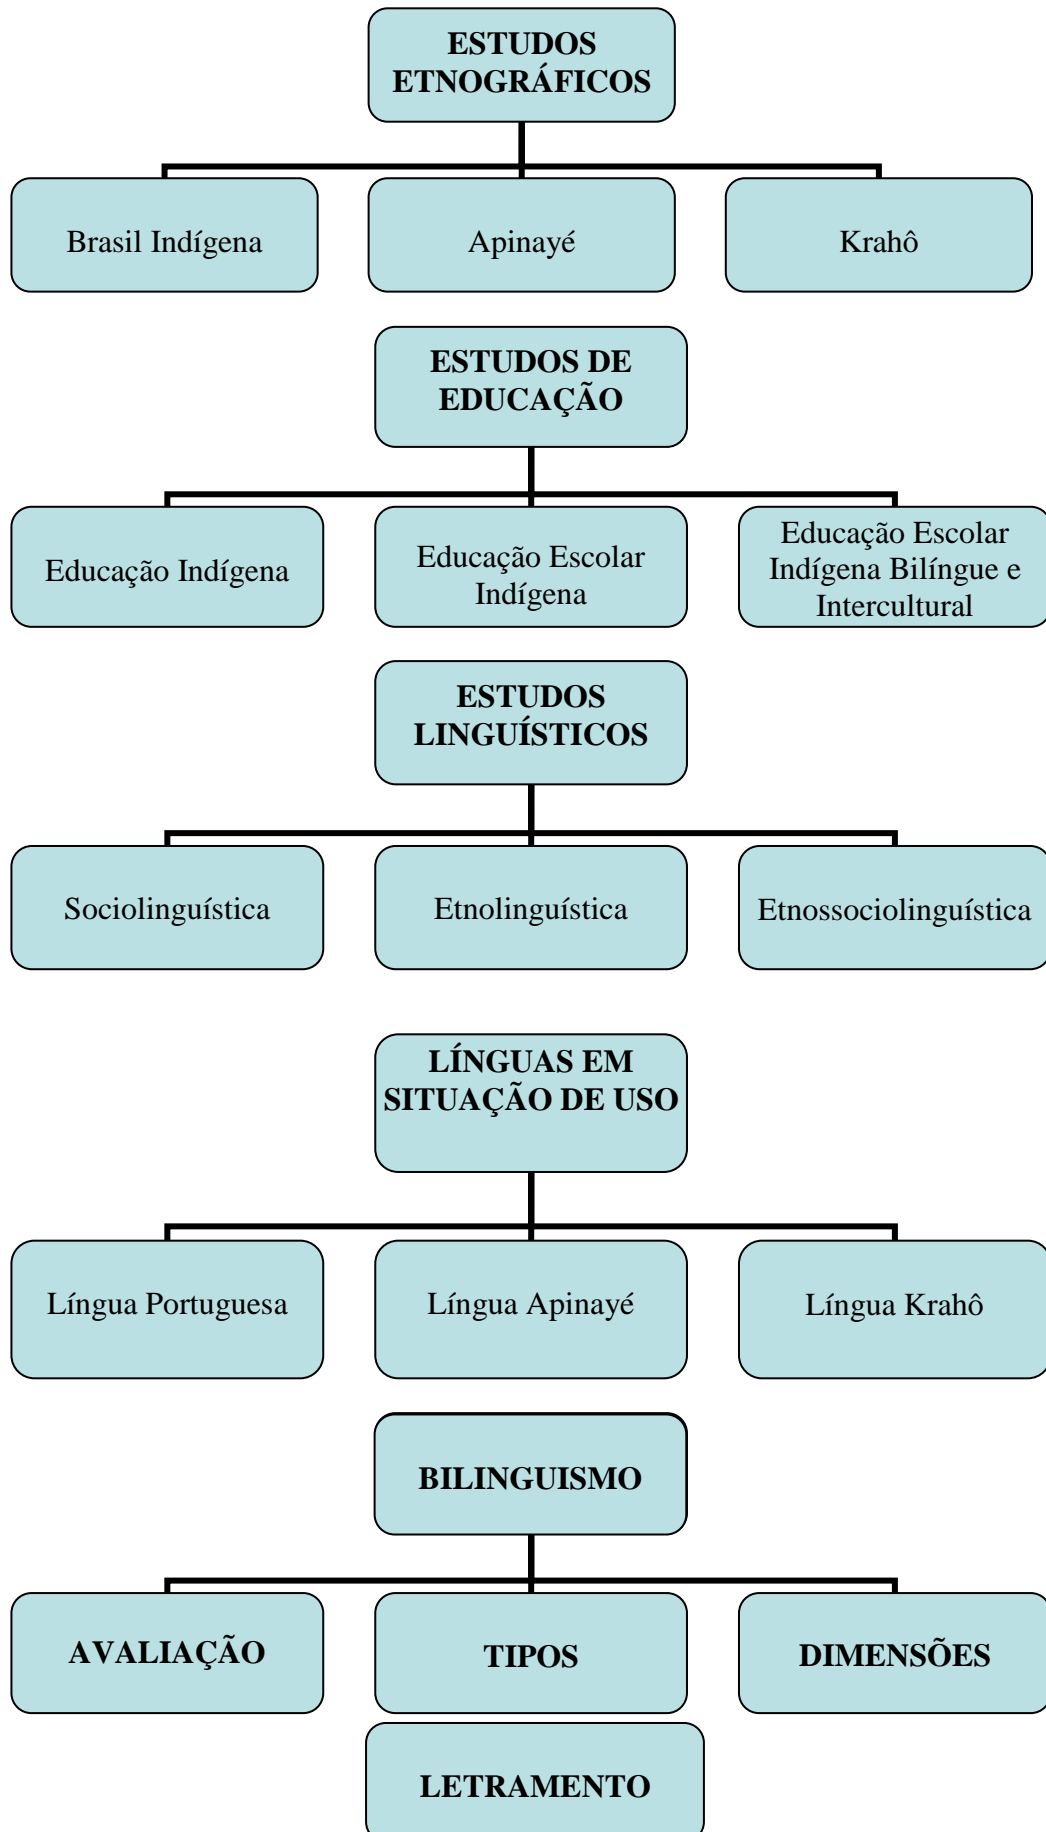 ESTUDOS
ETNOGRÁFICOS
Brasil Indígena
Apinayé
Krahô
ESTUDOS DE
EDUCAÇÃO
Educação Indígena
Educação Escolar
Indígena
Educação Escolar
Indígena Bilíngue e
Intercultural
ESTUDOS
LINGUÍSTICOS
Sociolinguística
Etnolinguística
Etnossociolinguística
LÍNGUAS EM
SITUAÇÃO DE USO
Língua Portuguesa
Língua Apinayé
Língua Krahô
BILINGUISMO
AVALIAÇÃO
TIPOS
DIMENSÕES
LETRAMENTO